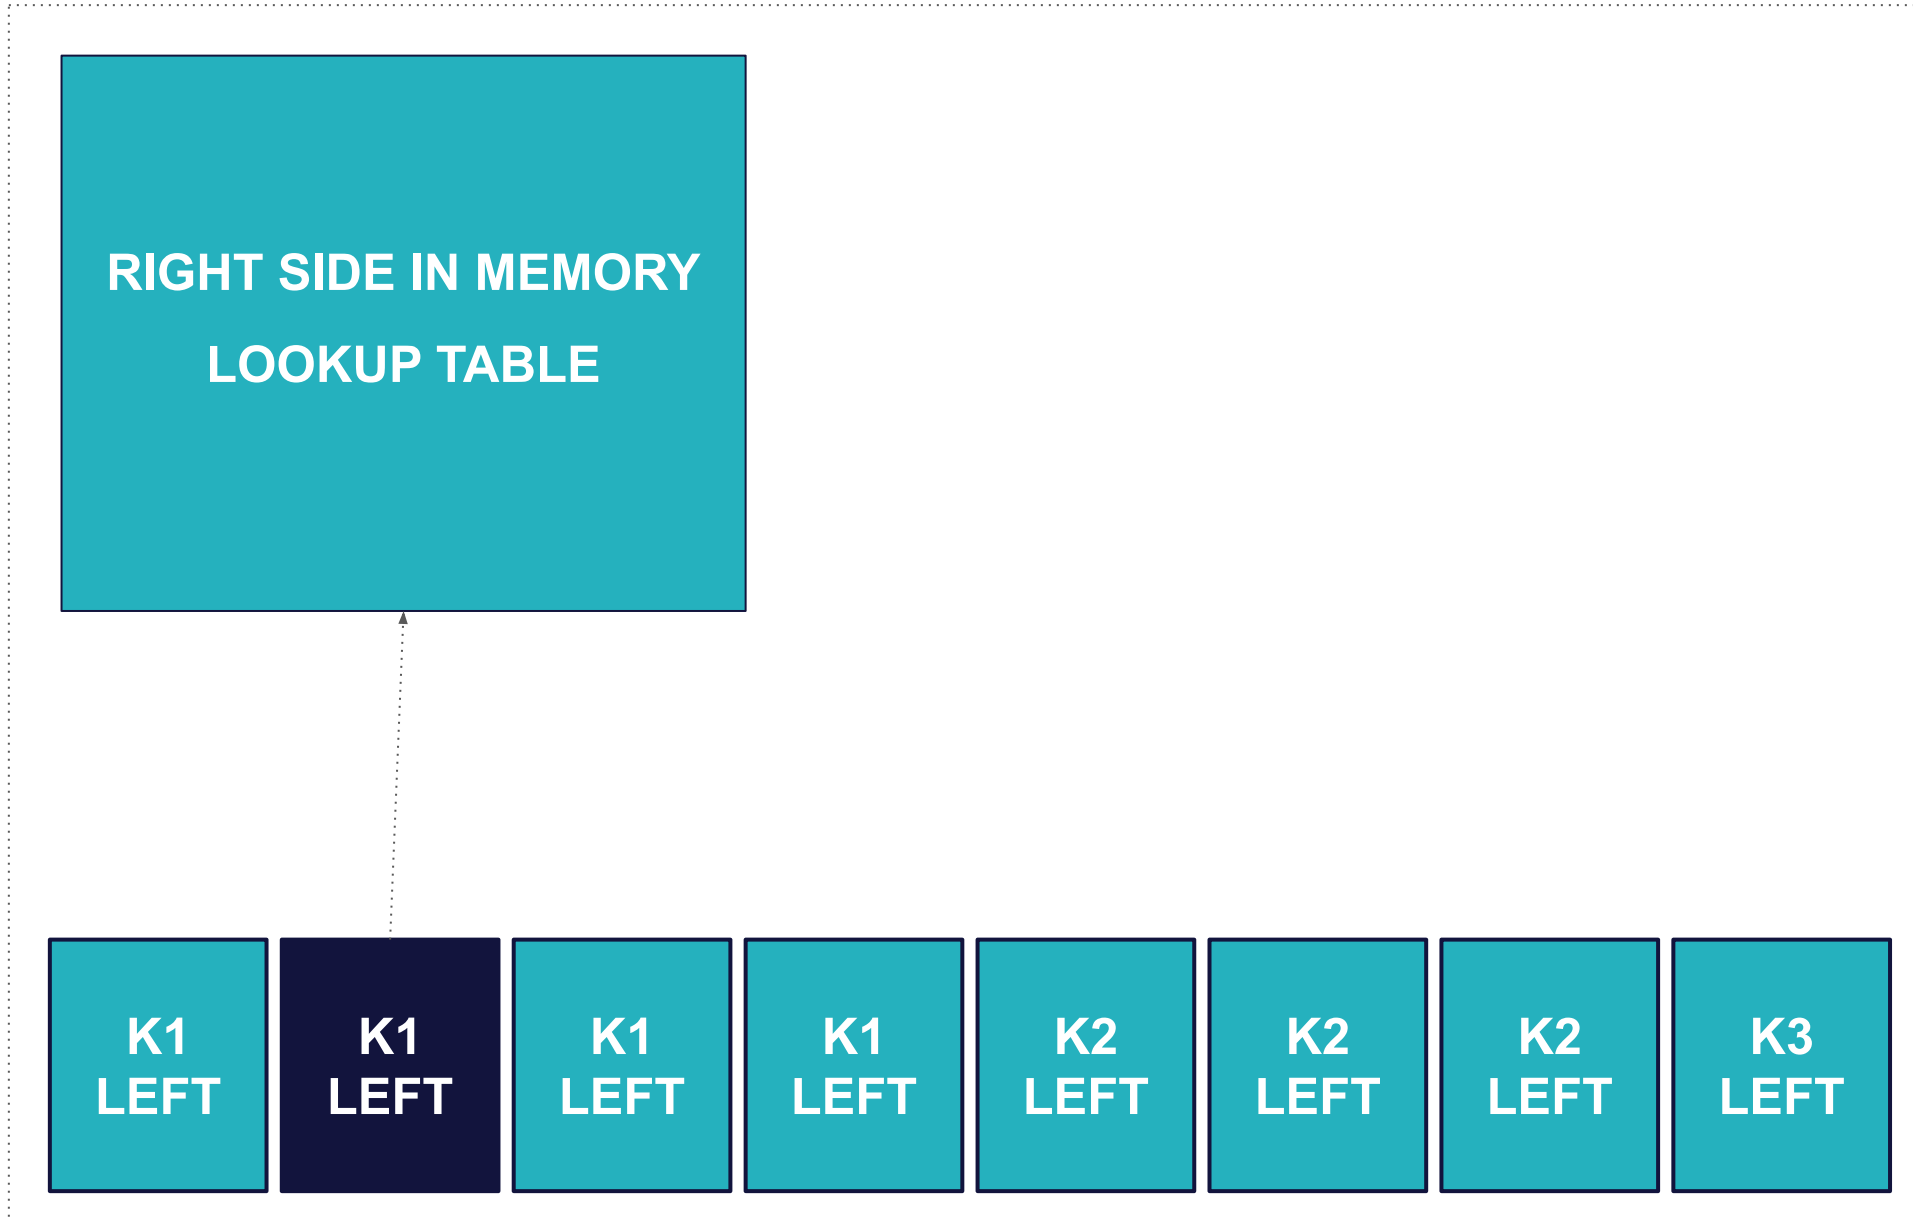 RIGHT SIDE IN MEMORY
LOOKUP TABLE
K1
LEFT
K1
LEFT
K1
LEFT
K1
LEFT
K2
LEFT
K2
LEFT
K2
LEFT
K3
LEFT